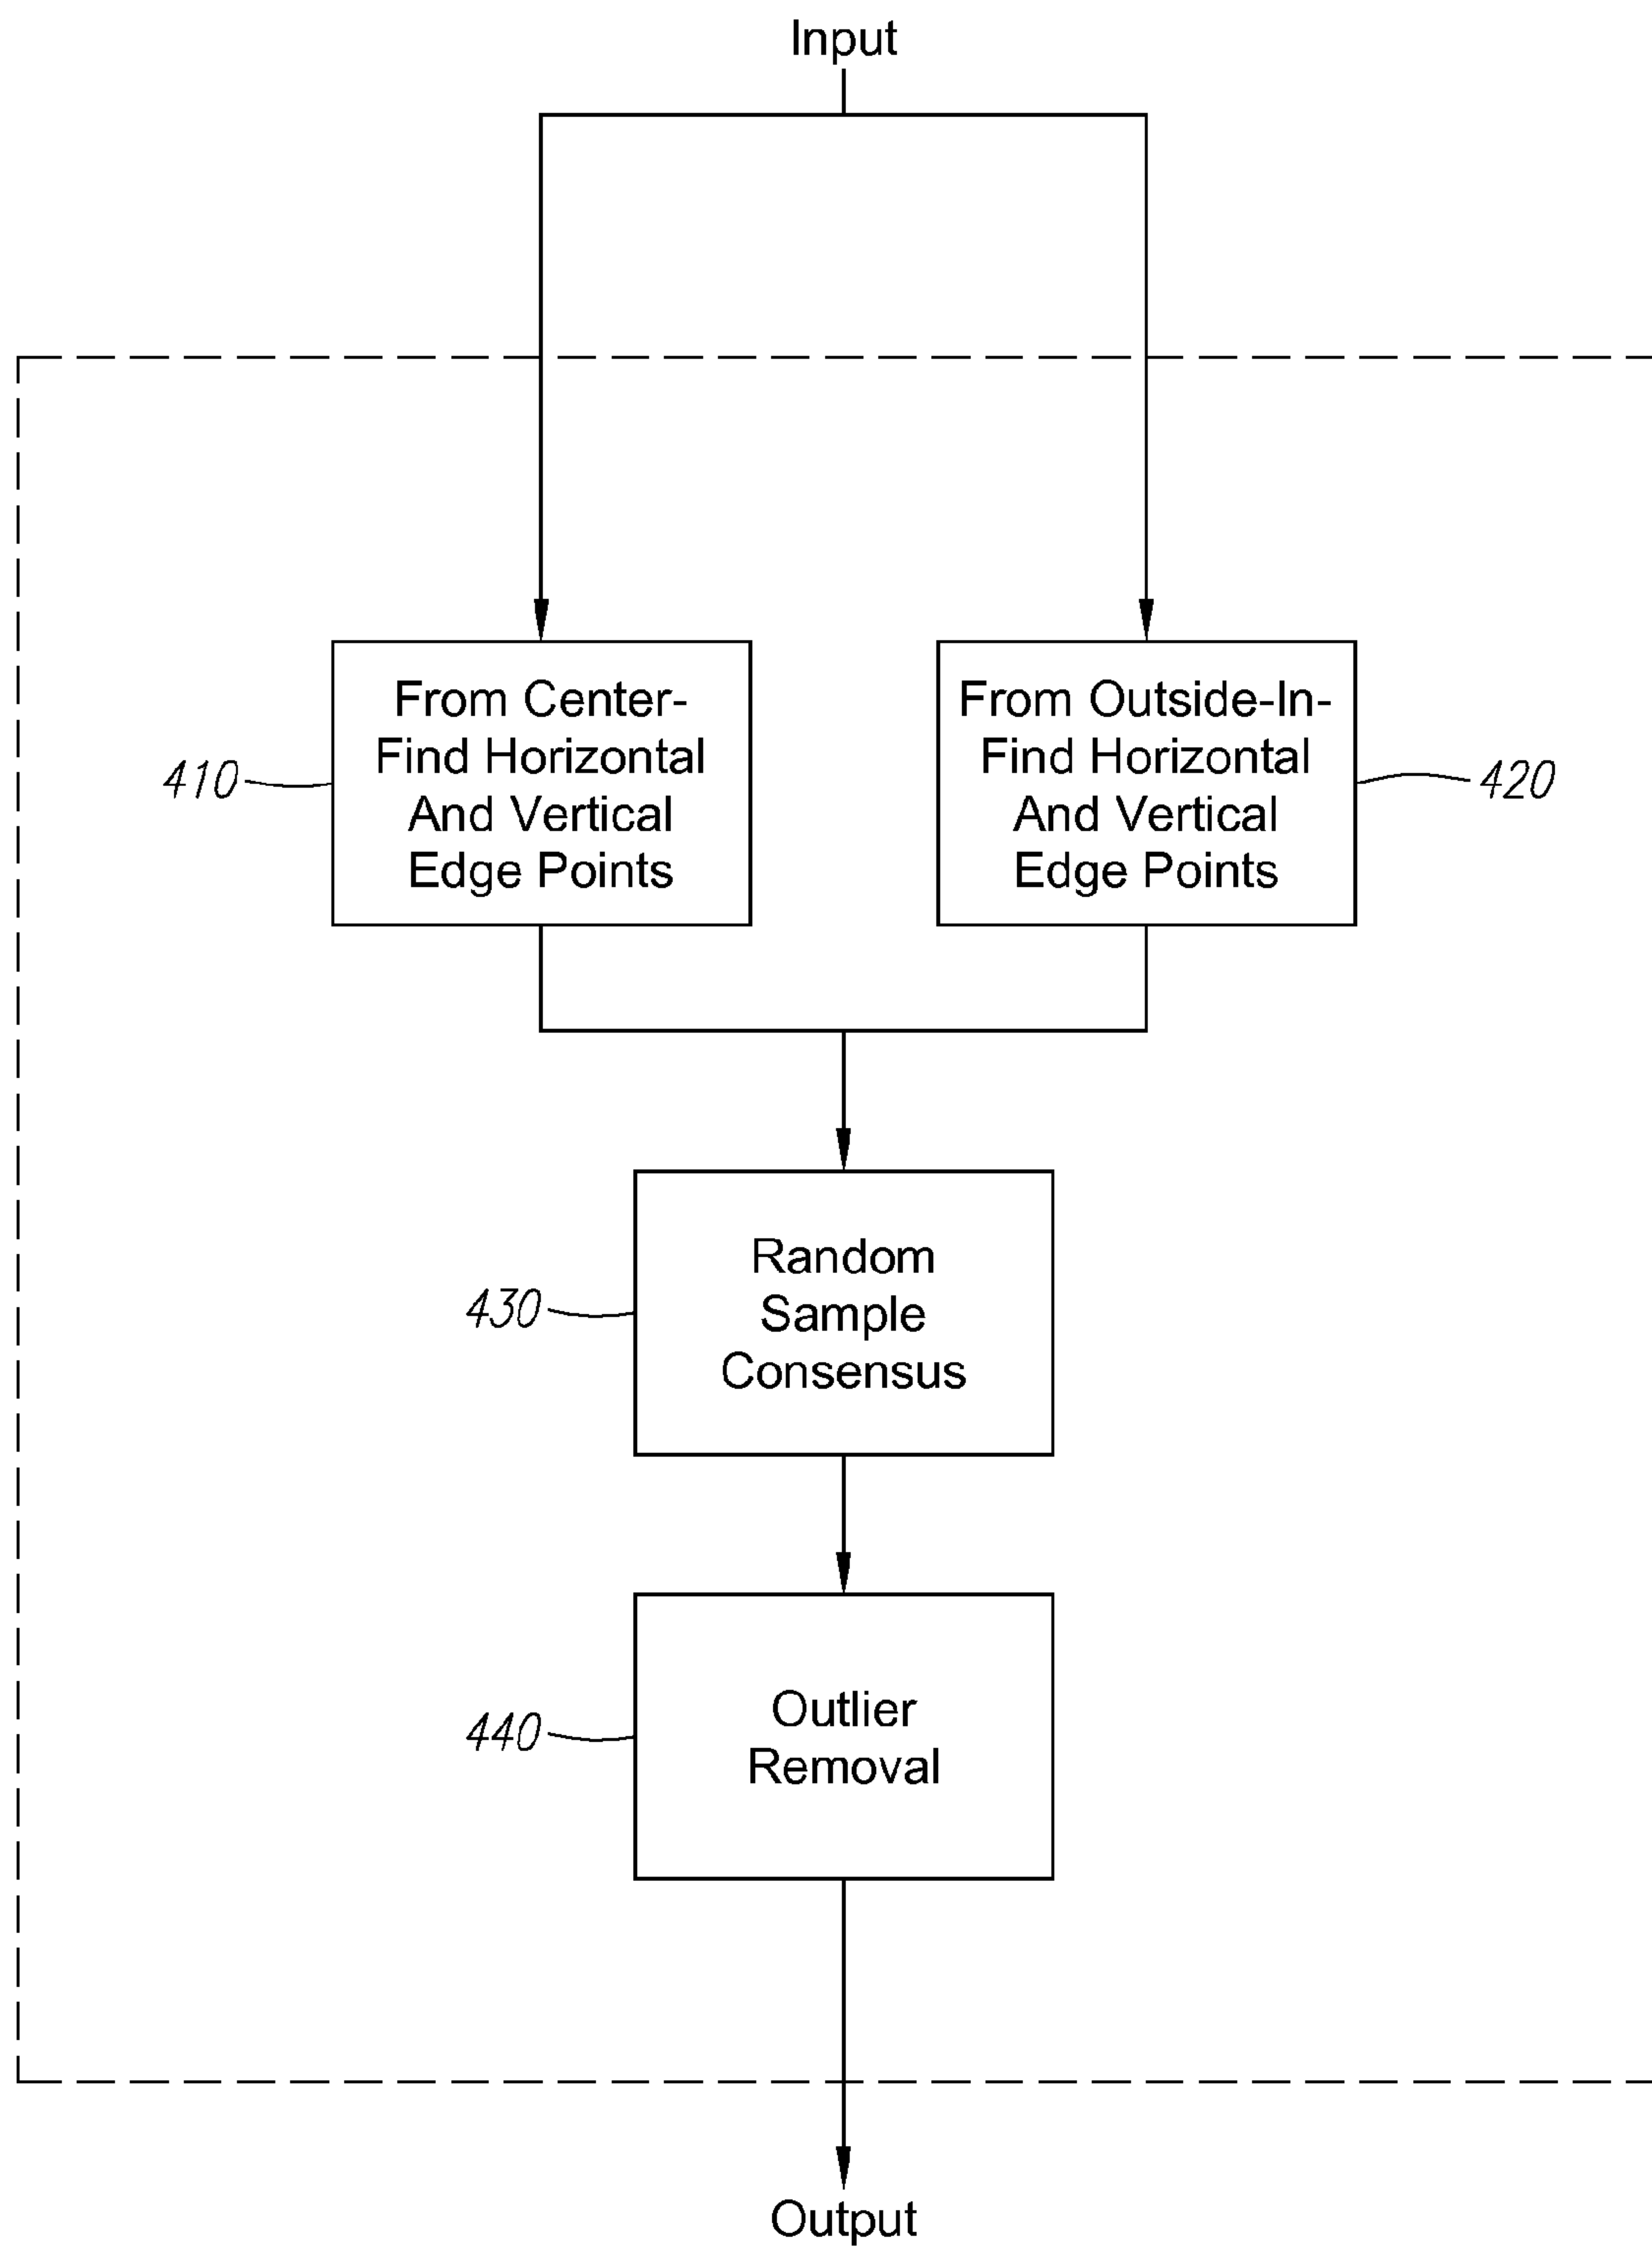 Input
From Center-
Find Horizontal
And Vertical
Edge Points
410
From Outside-In-
Find Horizontal
And Vertical
Edge Points
420
Random
Sample
Consensus
430
Outlier
Removal
440
Output